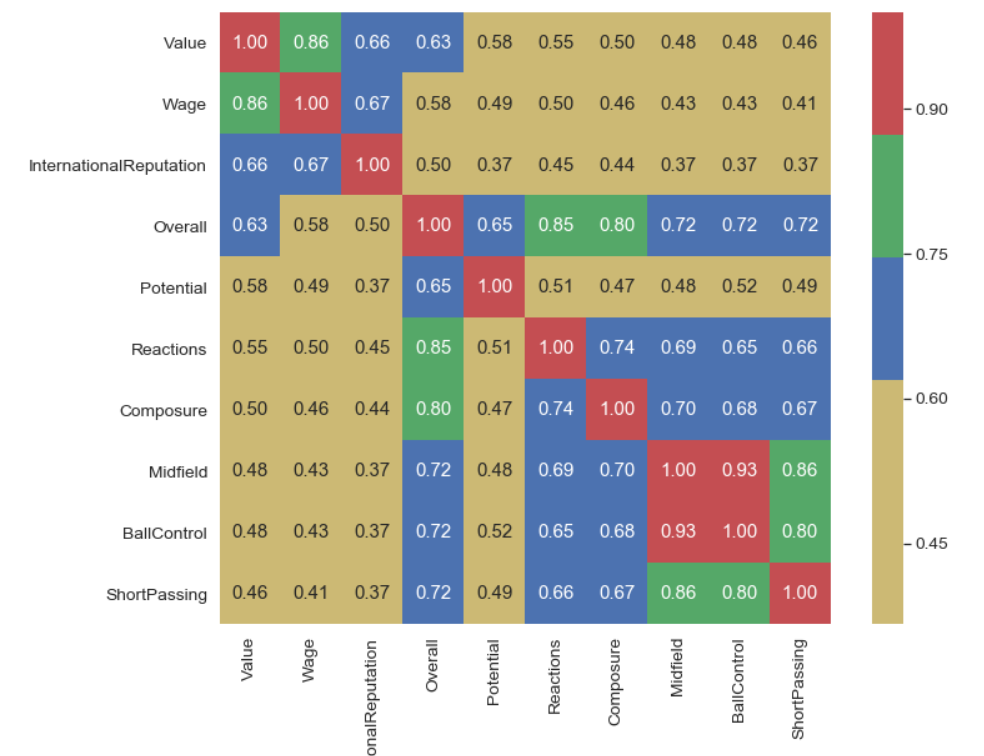 Value 1.00 0.86 0.66 0.63 0.58 0.55 0.50 0.48 0.48 0.46
Wage 0.86 1.00 0.67 0.58 0.49 0.50 0.46 0.43 0.43 0.41
InternationalReputation 0.66 0.67 1.00 0.50 0.37 0.45 0.44 0.37 0.37 0.37
Overall 0.63 0.58 0.50 1.00 0.65 0.85 0.80 0.72 0.72 0.72
Potential 0.58 0.49 0.37 0.65 1.00 0.51 0.47 0.48 0.52 0.49
Reactions 0.55 0.50 0.45 0.85 0.51 1.00 0.74 0.69 0.65 0.66
Composure 0.50 0.46 0.44 0.80 0.47 0.74 1.00 0.70 0.68 0.67
Midfield 0.48 0.43 0.37 0.72 0.48 0.69 0.70 1.00 0.93 0.86
BallControl 0.48 0.43 0.37 0.72 0.52 0.65 0.68 0.93 1.00 0.80
ShortPassing 0.46 0.41 0.37 0.72 0.49 0.66 0.67 0.86 0.80 1.00
Value
Wage
onalReputation
Overall
Potential
Reactions
Composure
Midfield
BallControl
ShortPassing
0.90
0.75
0.60
0.45